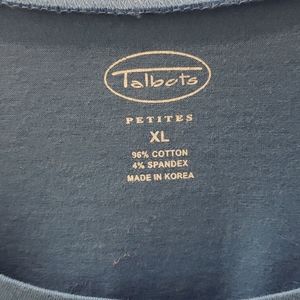 Talbots
PETITES
XL
96% COTTON
4% SPANDEX
MADE IN KOREA